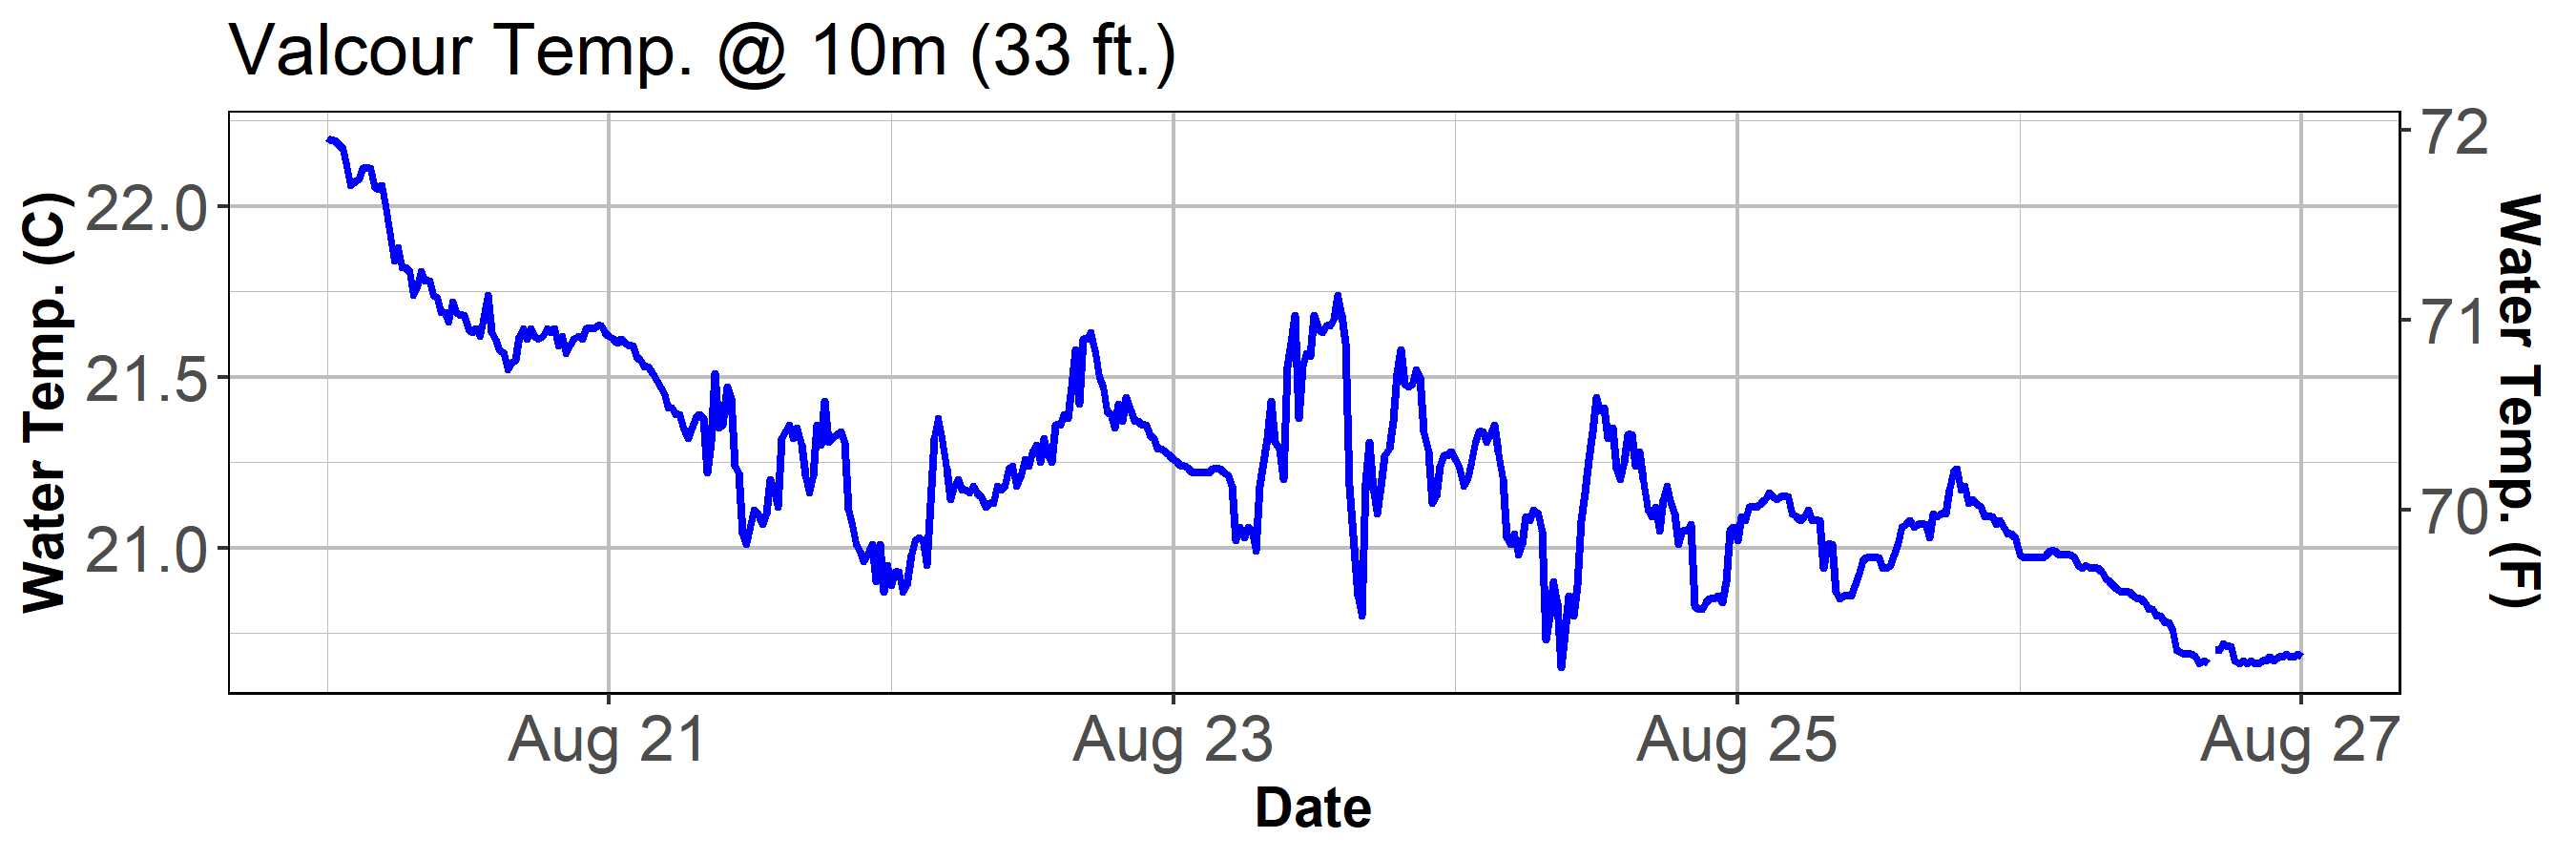 Valcour Temp. @ 10m (33 ft.)
Water Temp. (C)
22.0
21.5
21.0
72
71
70
Water Temp. (F)
Aug 21
Aug 23
Aug 25
Aug 27
Date